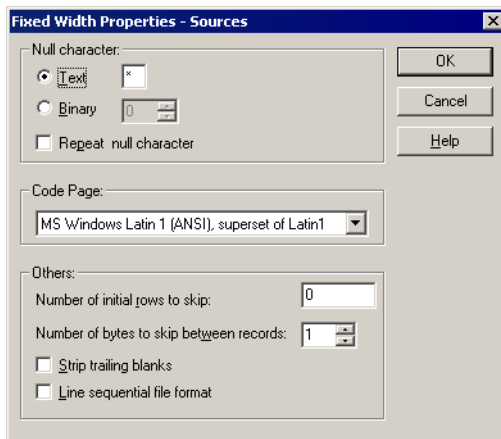 Fixed Width Properties - Sources
Null character:
Text *
Binary 0
Repeat null character
OK
Cancel
Help
Code Page:
MS Windows Latin 1 (ANSI), superset of Latin1
Others:
Number of initial rows to skip: 0
Number of bytes to skip between records: 1
Strip trailing blanks
Line sequential file format